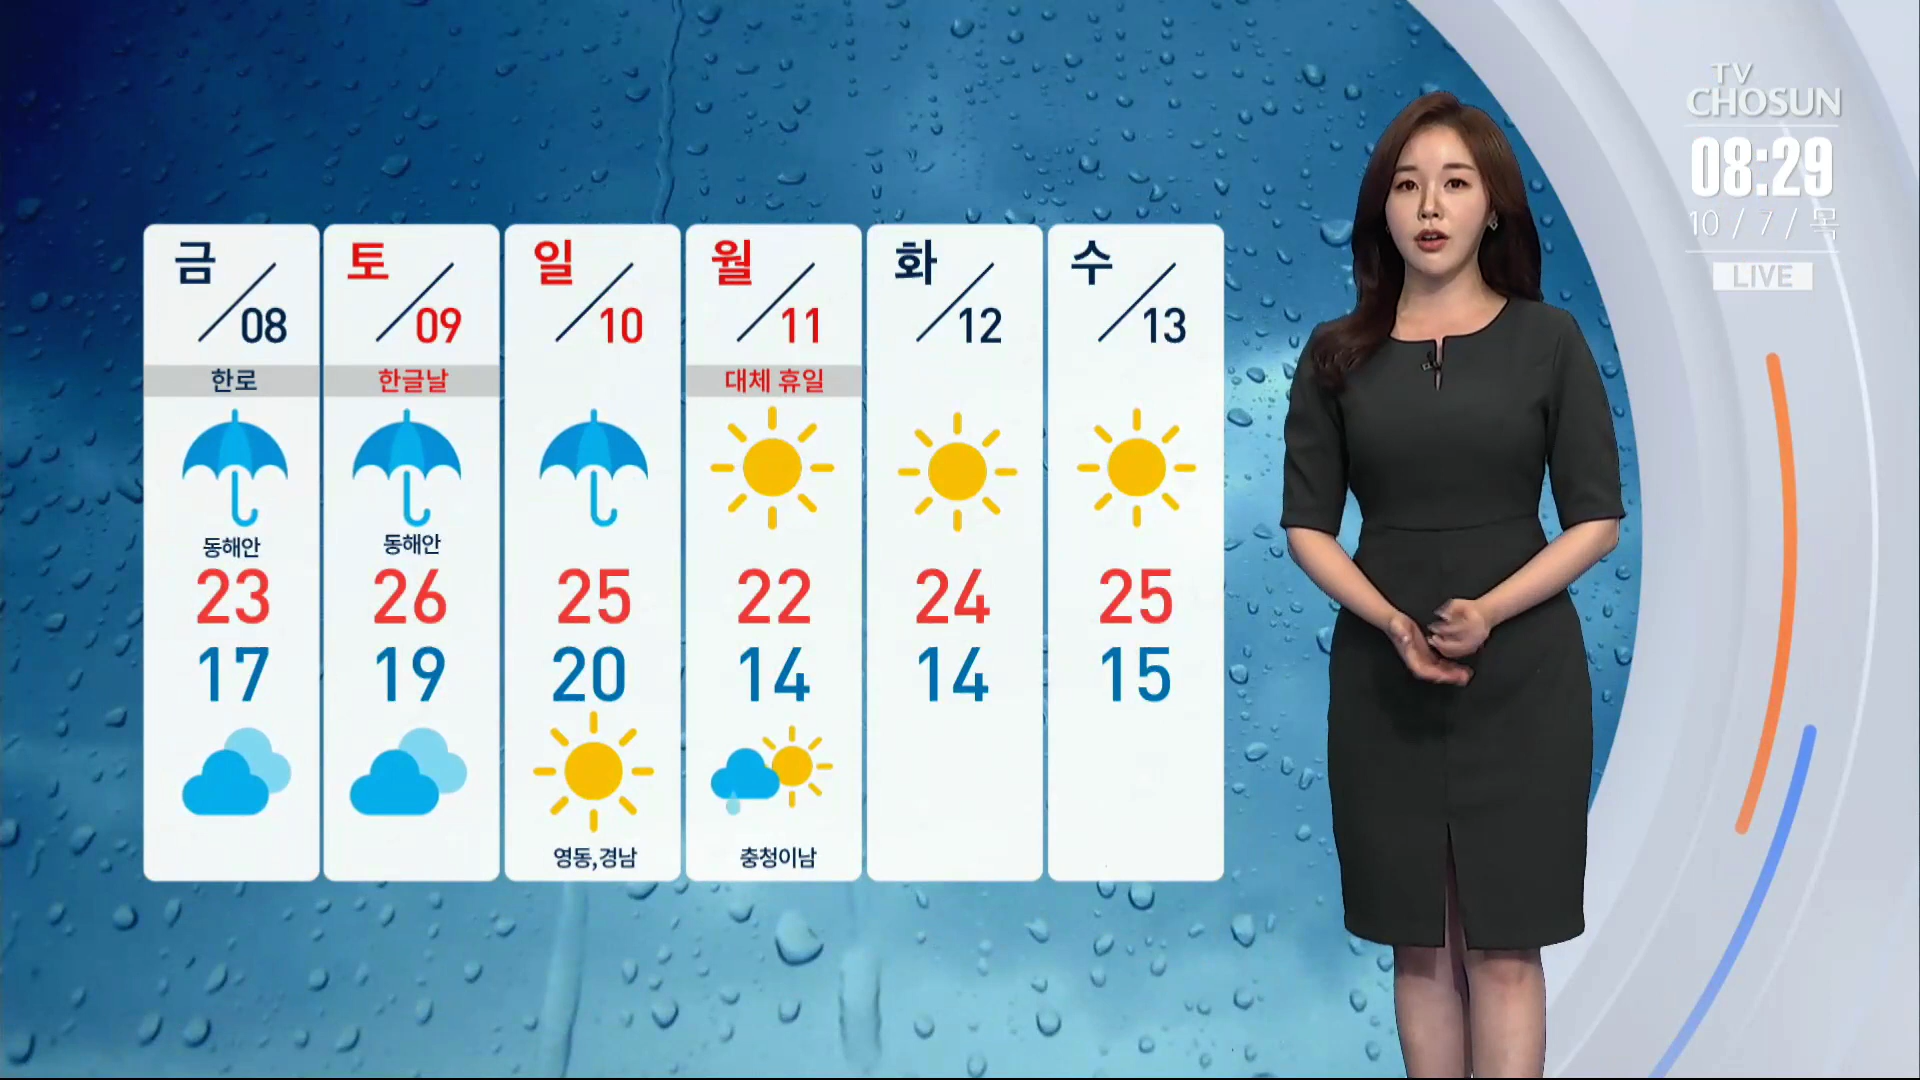 TV
CHOSUN
08:29
10 / 7 / 목
LIVE
금 08
토 09
일 10
월 11
화 12
수 13
한로
한글날
대체 휴일
동해안
동해안
23 26 25 22 24 25
17 19 20 14 14 15
영동,경남
충청이남